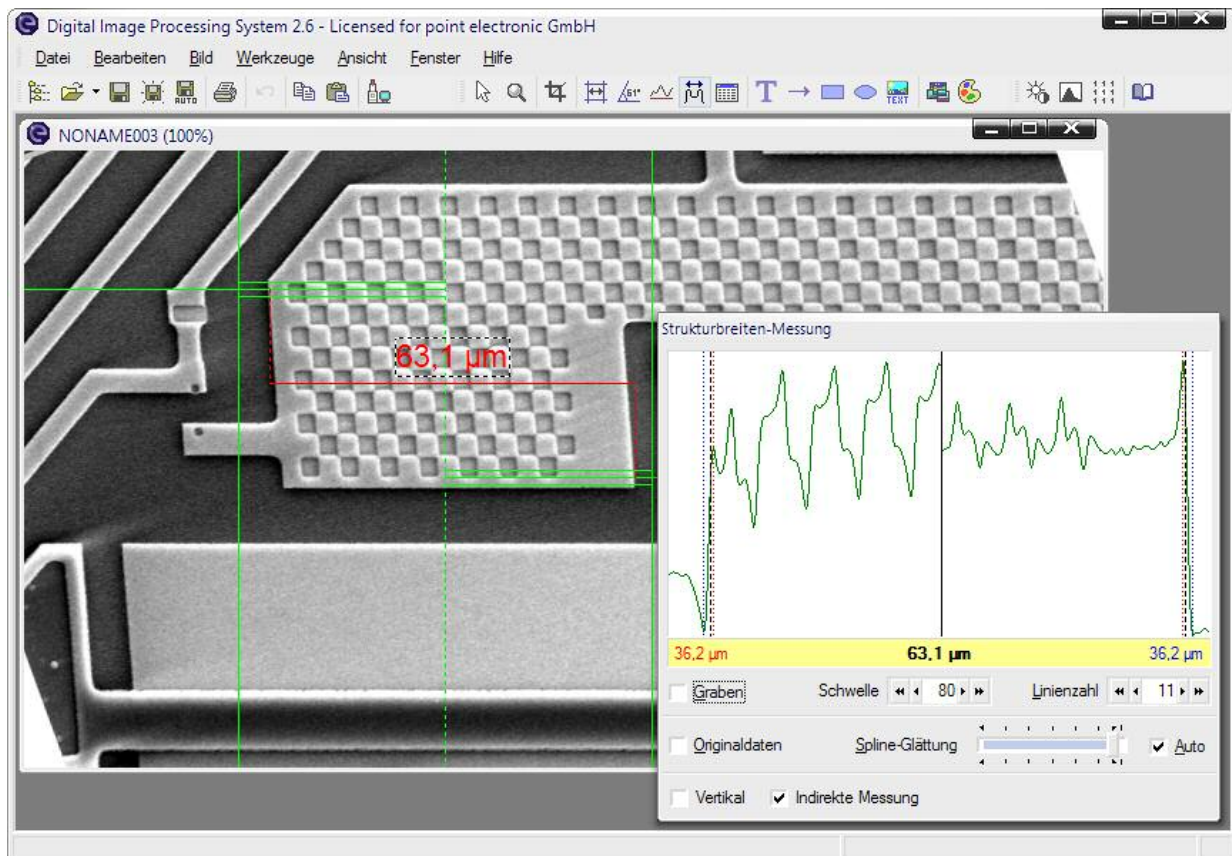 Digital Image Processing System 2.6 - Licensed for point electronic GmbH
Datei Bearbeiten Bild Werkzeuge Ansicht Fenster Hilfe
AUTO T TEXT
NONAME003 (100%)
63,1 µm
Strukturbreiten-Messung
36,2 µm 63,1 µm 36,2 µm
Graben Schwelle 80 Linienzahl 11
Originaldaten Spline-Glättung Auto
Vertikal Indirekte Messung